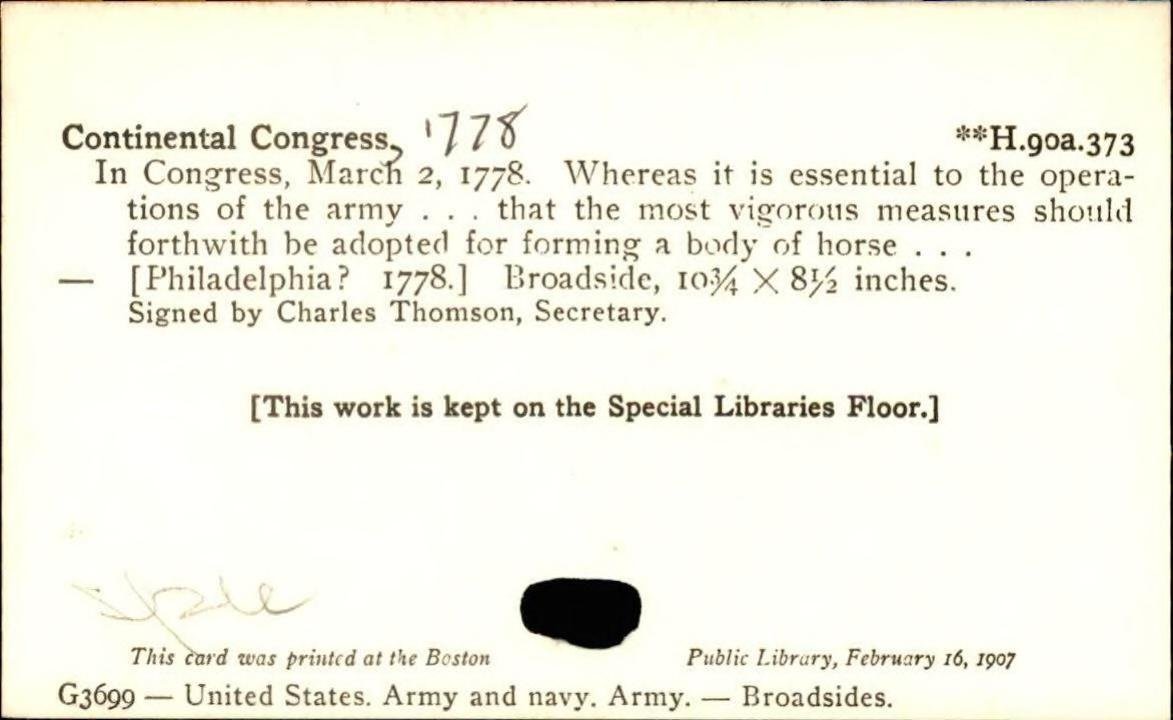 Continental Congress, 1778 **H.90a.373
In Congress, March 2, 1778. Whereas it is essential to the opera-
tions of the army . . . that the most vigorous measures should
forthwith be adopted for forming a body of horse . . .
— [Philadelphia? 1778.] Broadside, 10¾ × 8½ inches.
Signed by Charles Thomson, Secretary.
[This work is kept on the Special Libraries Floor.]
This card was printed at the Boston Public Library, February 16, 1907
G3699 — United States. Army and navy. Army. — Broadsides.